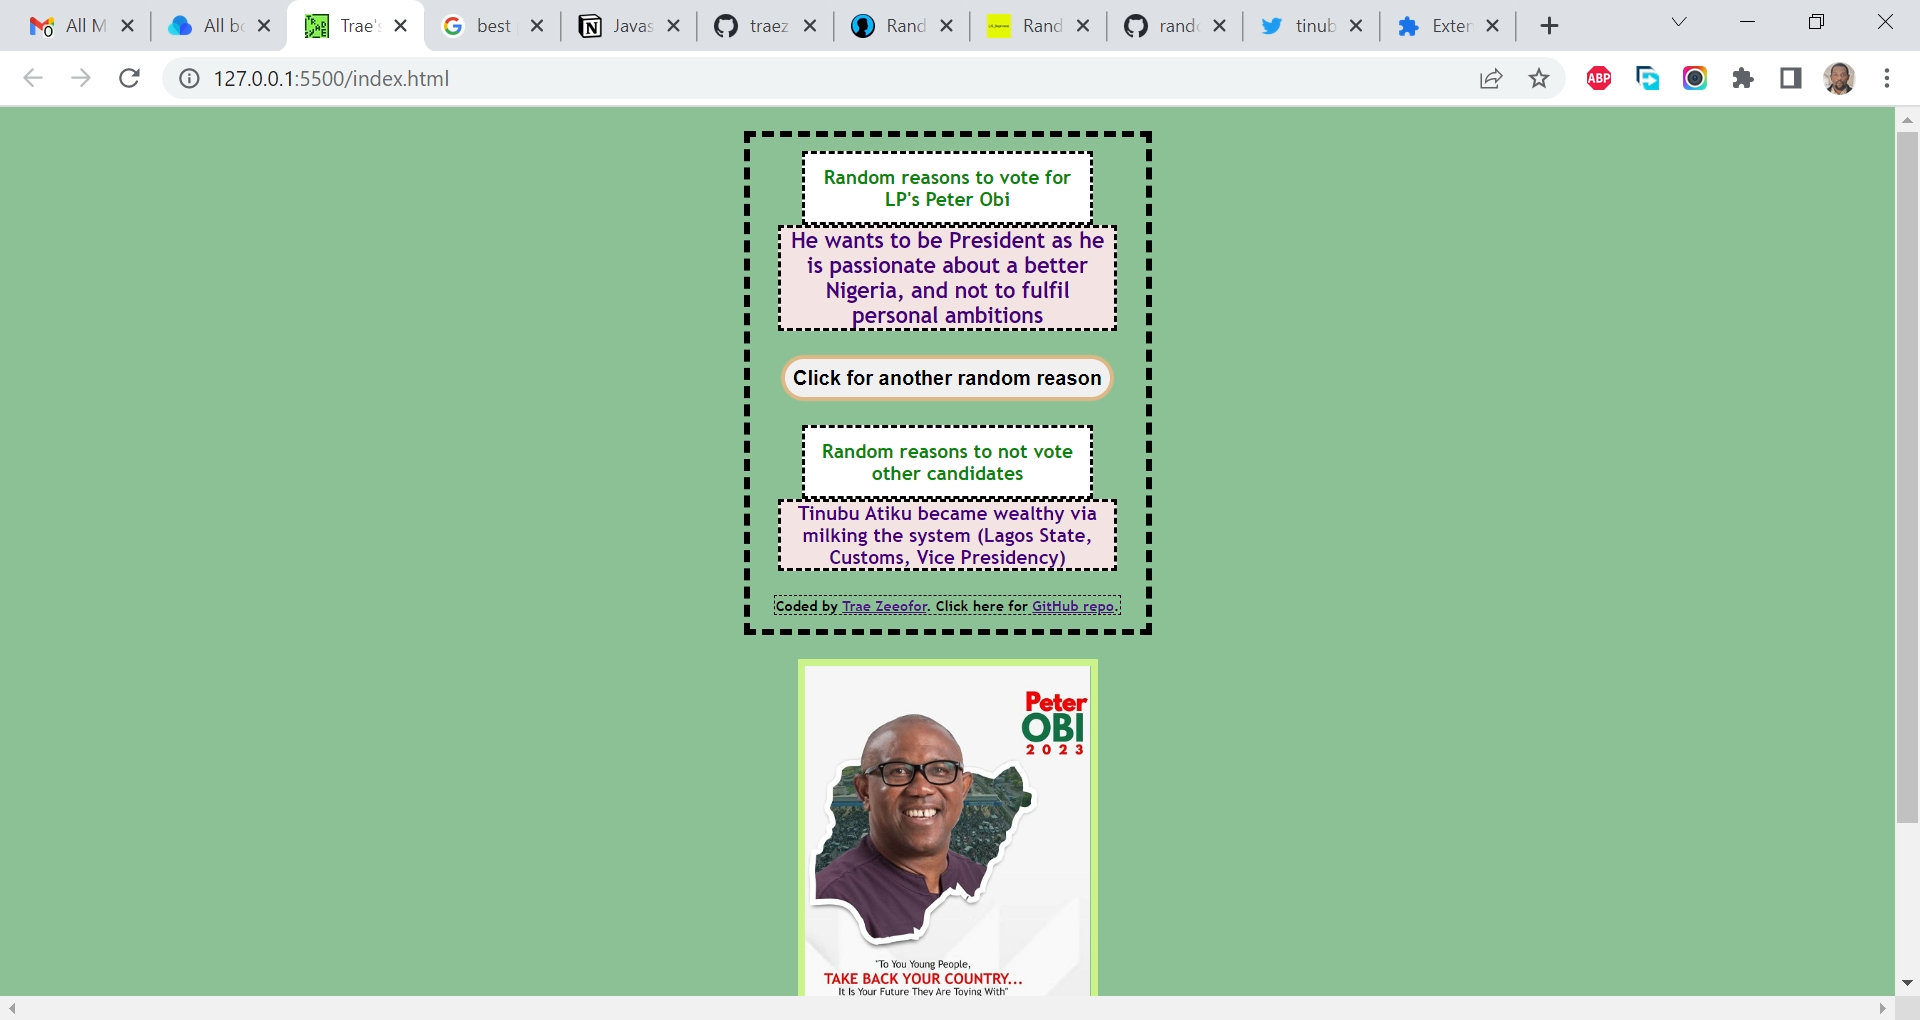 All M
All bo
Trae's
best
Javas
traez
Rand
Rand
rando
tinub
Exten
127.0.0.1:5500/index.html
ABP
Random reasons to vote for
LP's Peter Obi
He wants to be President as he
is passionate about a better
Nigeria, and not to fulfil
personal ambitions
Click for another random reason
Random reasons to not vote
other candidates
Tinubu Atiku became wealthy via
milking the system (Lagos State,
Customs, Vice Presidency)
Coded by Trae Zeeofor. Click here for GitHub repo.
Peter
OBI
2023
"To You Young People,
TAKE BACK YOUR COUNTRY...
It Is Your Future They Are Toying With"